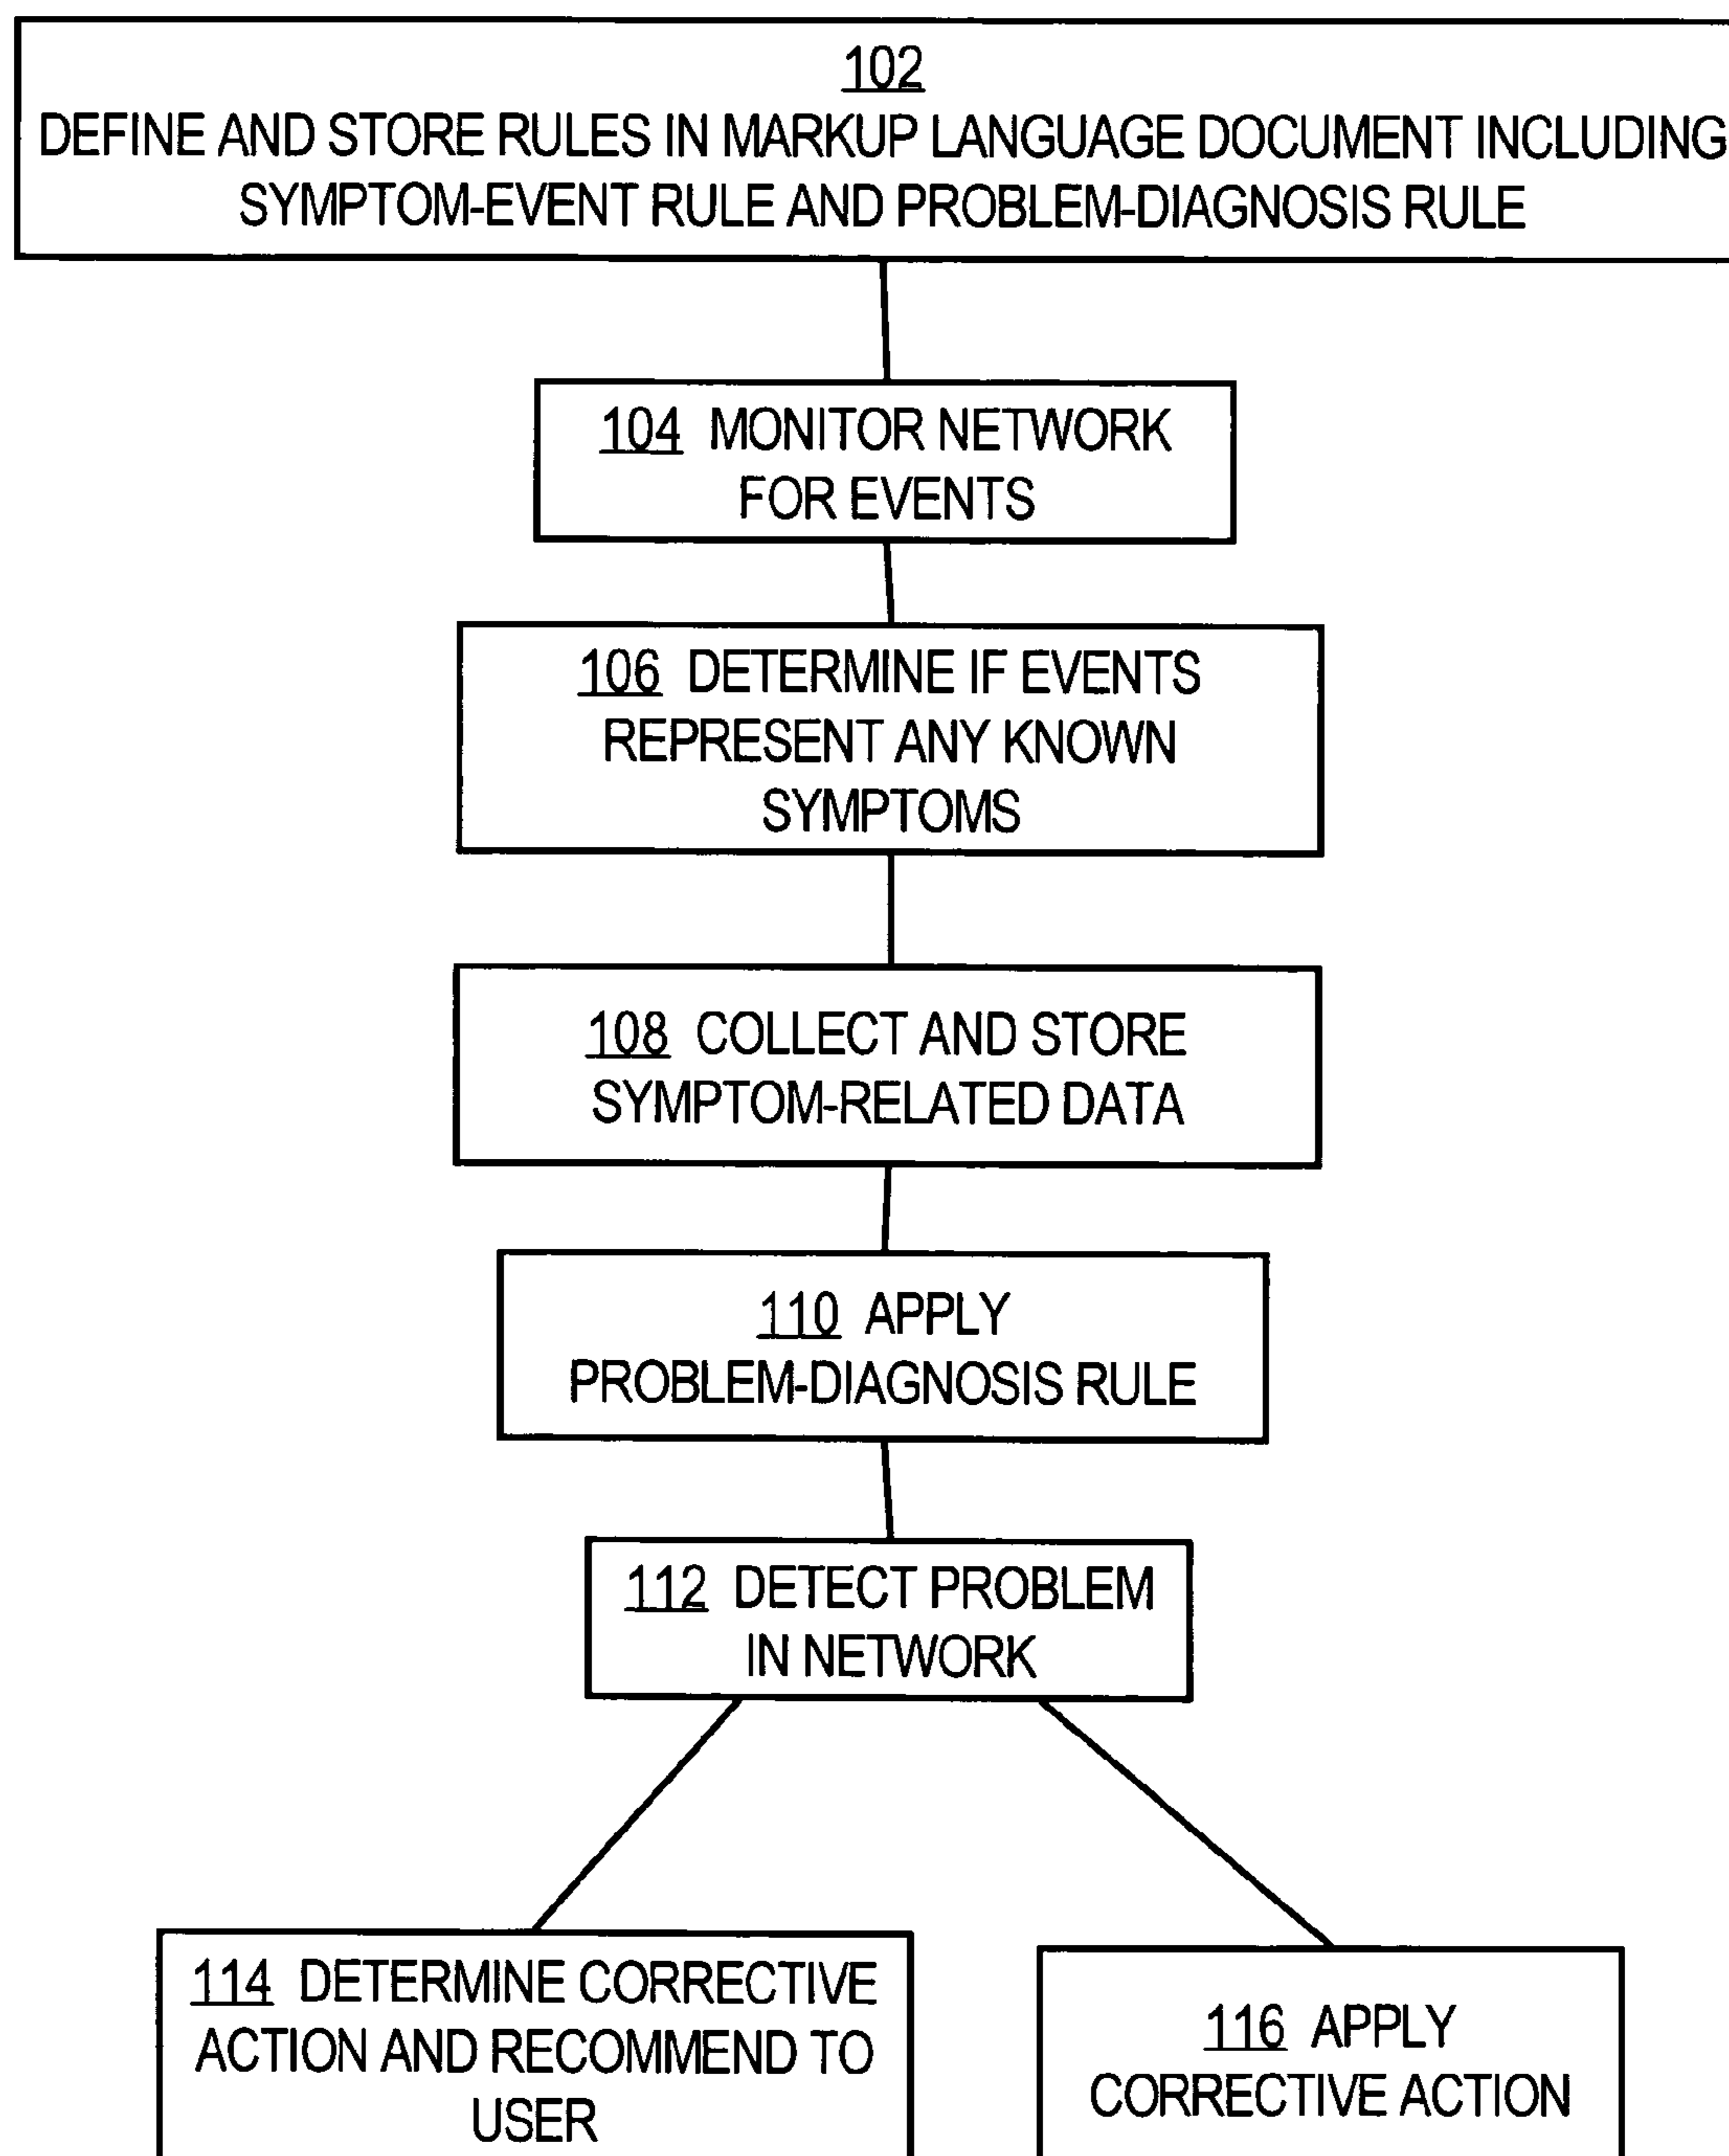 102
DEFINE AND STORE RULES IN MARKUP LANGUAGE DOCUMENT INCLUDING
SYMPTOM-EVENT RULE AND PROBLEM-DIAGNOSIS RULE
104 MONITOR NETWORK
FOR EVENTS
106 DETERMINE IF EVENTS
REPRESENT ANY KNOWN
SYMPTOMS
108 COLLECT AND STORE
SYMPTOM-RELATED DATA
110 APPLY
PROBLEM-DIAGNOSIS RULE
112 DETECT PROBLEM
IN NETWORK
114 DETERMINE CORRECTIVE
ACTION AND RECOMMEND TO
USER
116 APPLY
CORRECTIVE ACTION